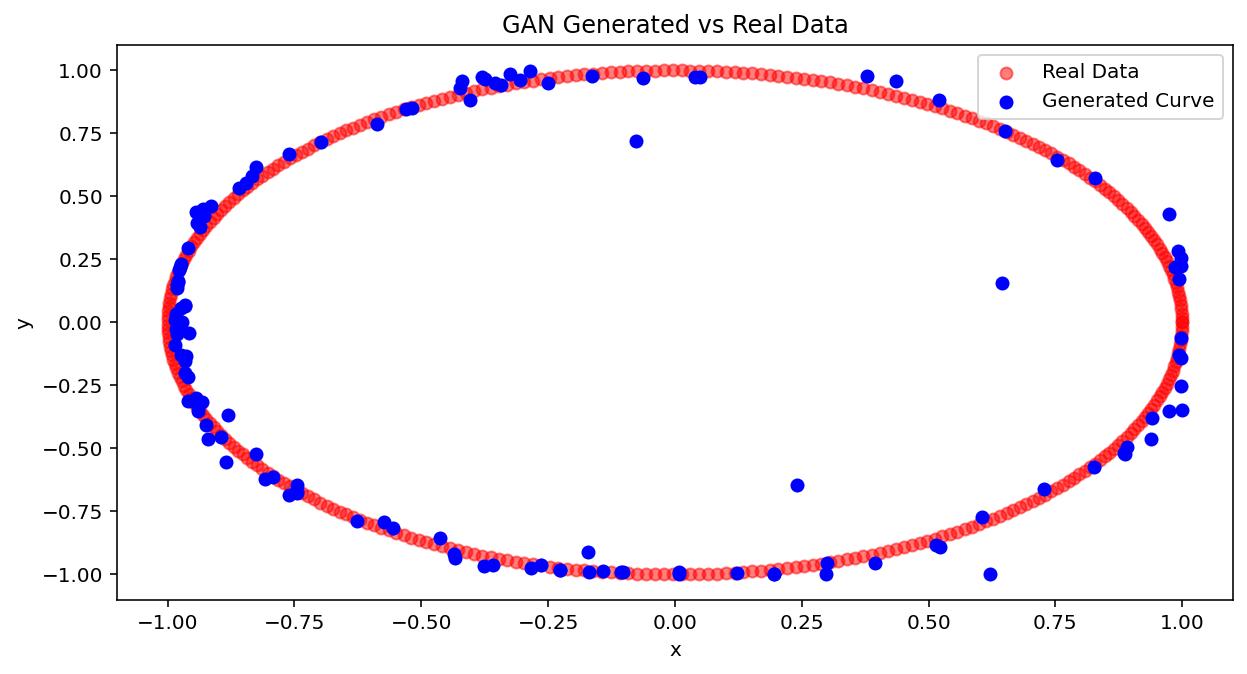 GAN Generated vs Real Data
Real Data
Generated Curve
1.00
0.75
0.50
0.25
0.00
−0.25
−0.50
−0.75
−1.00
y
−1.00 −0.75 −0.50 −0.25 0.00 0.25 0.50 0.75 1.00
x